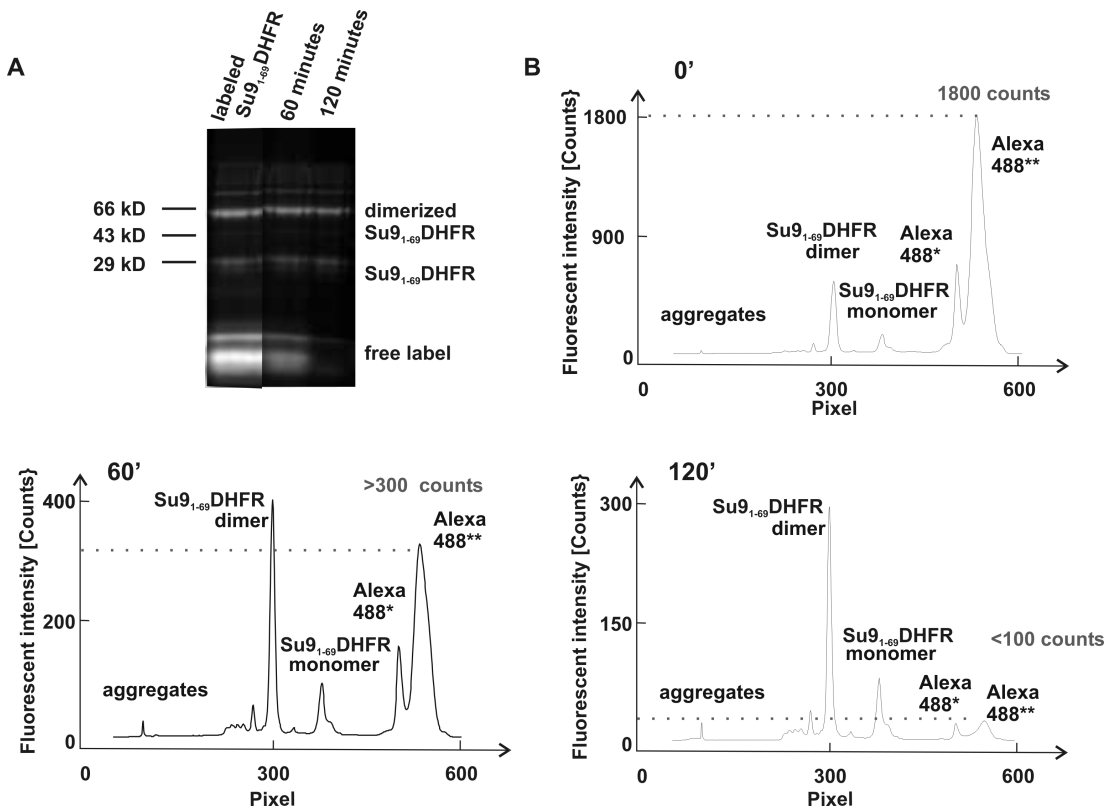 A
labeled
Su9₁₋₆₉DHFR
60 minutes
120 minutes
66 kD
43 kD
29 kD
dimerized
Su9₁₋₆₉DHFR
Su9₁₋₆₉DHFR
free label
B
0'
Fluorescent intensity [Counts}
1800
900
0
1800 counts
Alexa
488**
Su9₁₋₆₉DHFR
dimer
Alexa
488*
Su9₁₋₆₉DHFR
monomer
aggregates
0
300
600
Pixel
60'
Fluorescent intensity [Counts}
400
200
0
Su9₁₋₆₉DHFR
dimer
>300 counts
Alexa
488**
Alexa
488*
Su9₁₋₆₉DHFR
monomer
aggregates
0
300
600
Pixel
120'
Fluorescent intensity [Counts}
300
150
0
Su9₁₋₆₉DHFR
dimer
Su9₁₋₆₉DHFR
monomer
<100 counts
aggregates
Alexa
488*
Alexa
488**
0
300
600
Pixel